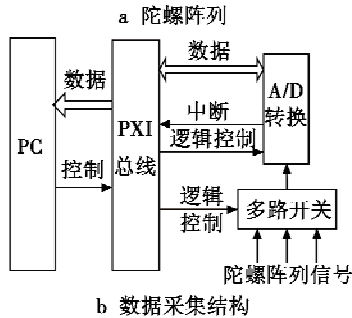 a 陀螺阵列
数据
A/D
转换
数据
中断
PXI
总线
逻辑控制
PC
控制
逻辑
控制
多路开关
陀螺阵列信号
b 数据采集结构